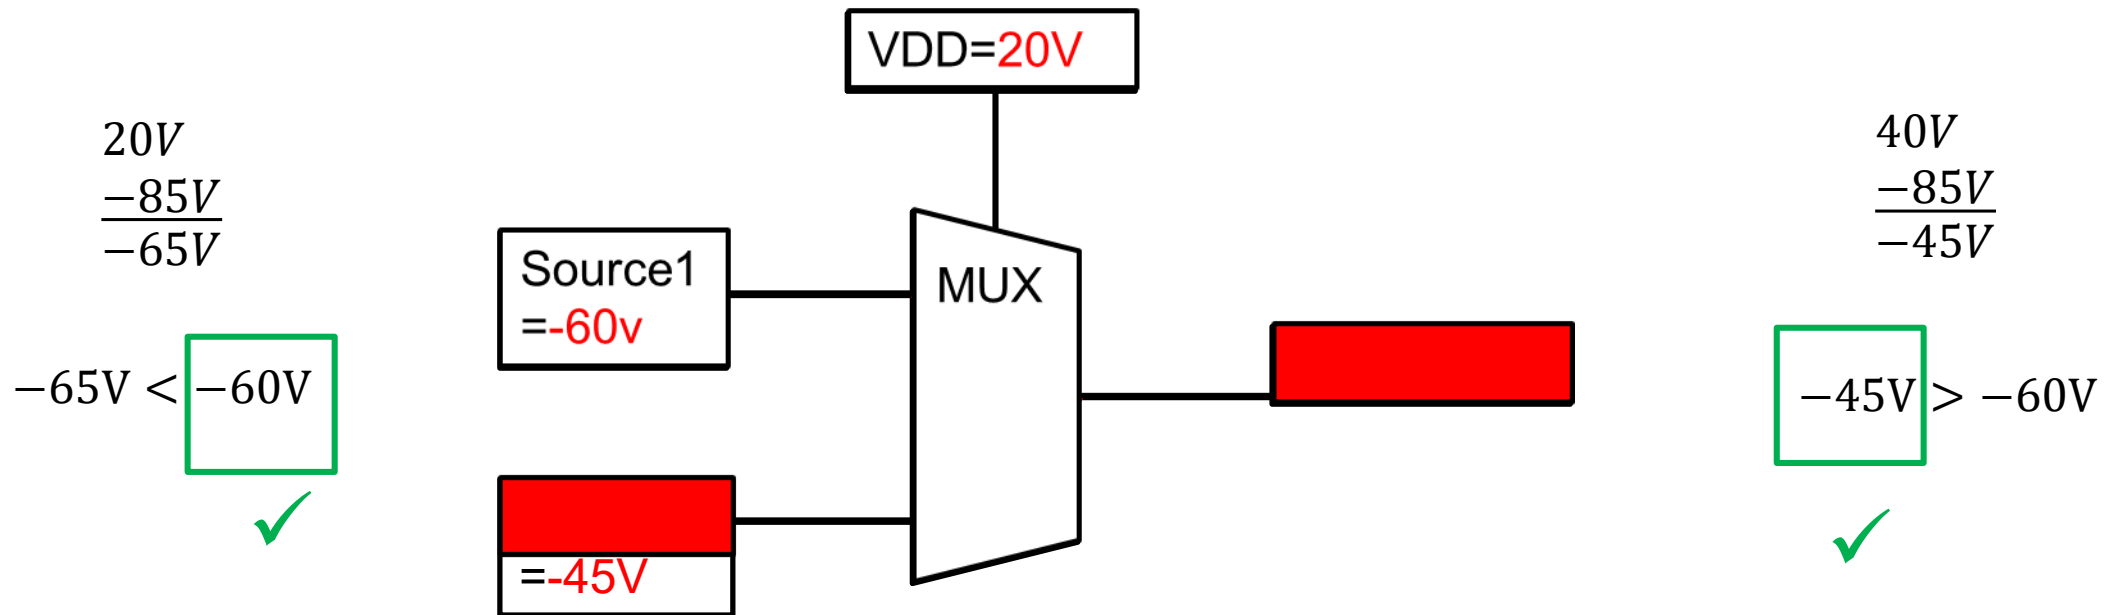 VDD=20V
20V
−85V
−65V
−65V < −60V
Source1
=-60v
MUX
=-45V
40V
−85V
−45V
−45V > −60V